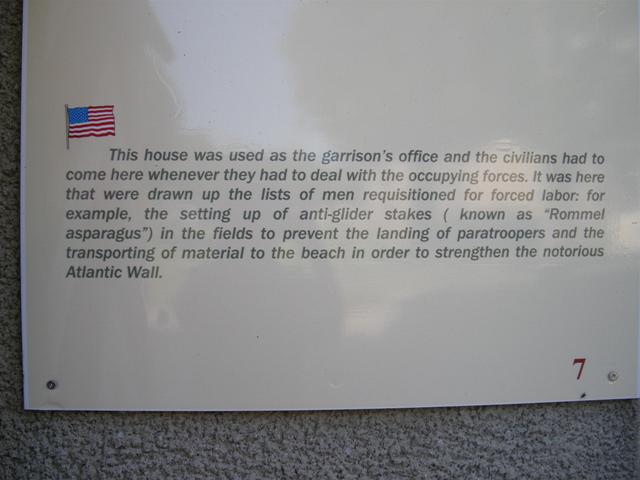 This house was used as the garrison's office and the civilians had to
come here whenever they had to deal with the occupying forces. It was here
that were drawn up the lists of men requisitioned for forced labor: for
example, the setting up of anti-glider stakes ( known as "Rommel
asparagus") in the fields to prevent the landing of paratroopers and the
transporting of material to the beach in order to strengthen the notorious
Atlantic Wall.
7